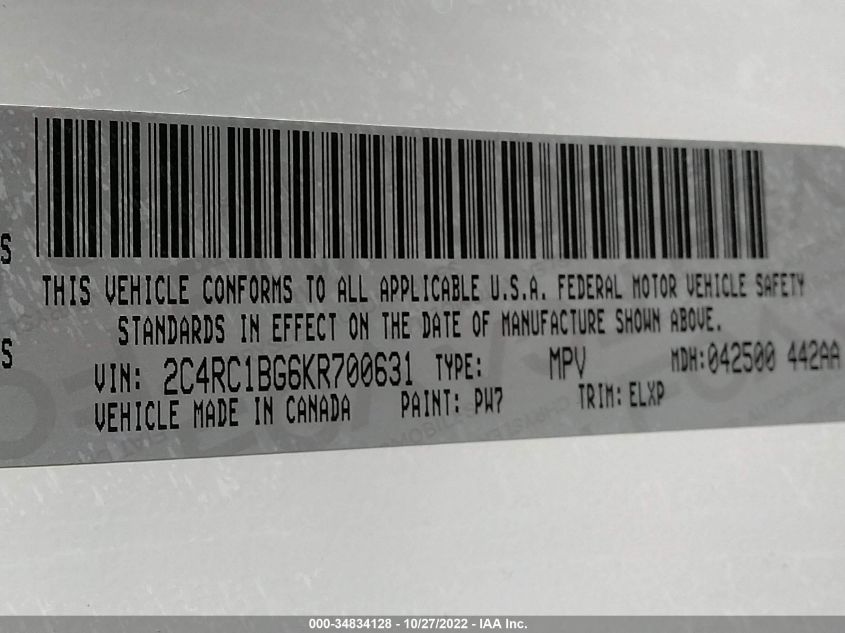 THIS VEHICLE CONFORMS TO ALL APPLICABLE U.S.A. FEDERAL MOTOR VEHICLE SAFETY
S
STANDARDS IN EFFECT ON THE DATE OF MANUFACTURE SHOWN ABOVE.
S
VIN: 2C4RC1BG6KR700631 TYPE: MPV MDH:042500 442AA
VEHICLE MADE IN CANADA PAINT: PW7 TRIM: ELXP
000-34834128 - 10/27/2022 - IAA Inc.